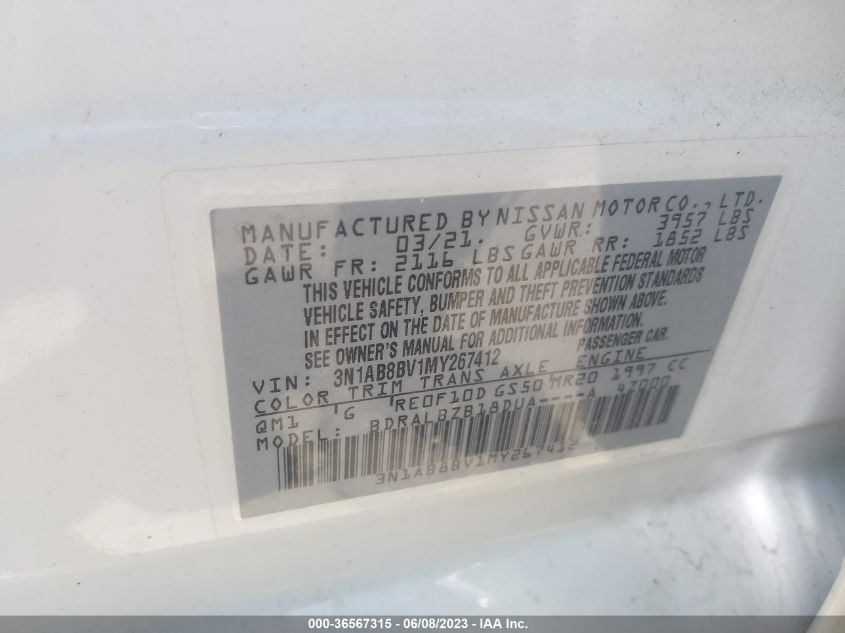 MANUFACTURED BY NISSAN MOTOR CO., LTD.
DATE: 03/21. GVWR: 3957 LBS
GAWR FR: 2116 LBS GAWR RR: 1852 LBS
THIS VEHICLE CONFORMS TO ALL APPLICABLE FEDERAL MOTOR
VEHICLE SAFETY, BUMPER AND THEFT PREVENTION STANDARDS
IN EFFECT ON THE DATE OF MANUFACTURE SHOWN ABOVE.
SEE OWNER'S MANUAL FOR ADDITIONAL INFORMATION.
VIN: 3N1AB8BV1MY267412 PASSENGER CAR.
COLOR TRIM TRANS AXLE ENGINE
QM1 G RE0F10D GS50 MR20 1997 CC
MODEL: BDRALBZB18DUA----A 47000
3N1AB8BV1MY267412
000-36567315 - 06/08/2023 - IAA Inc.